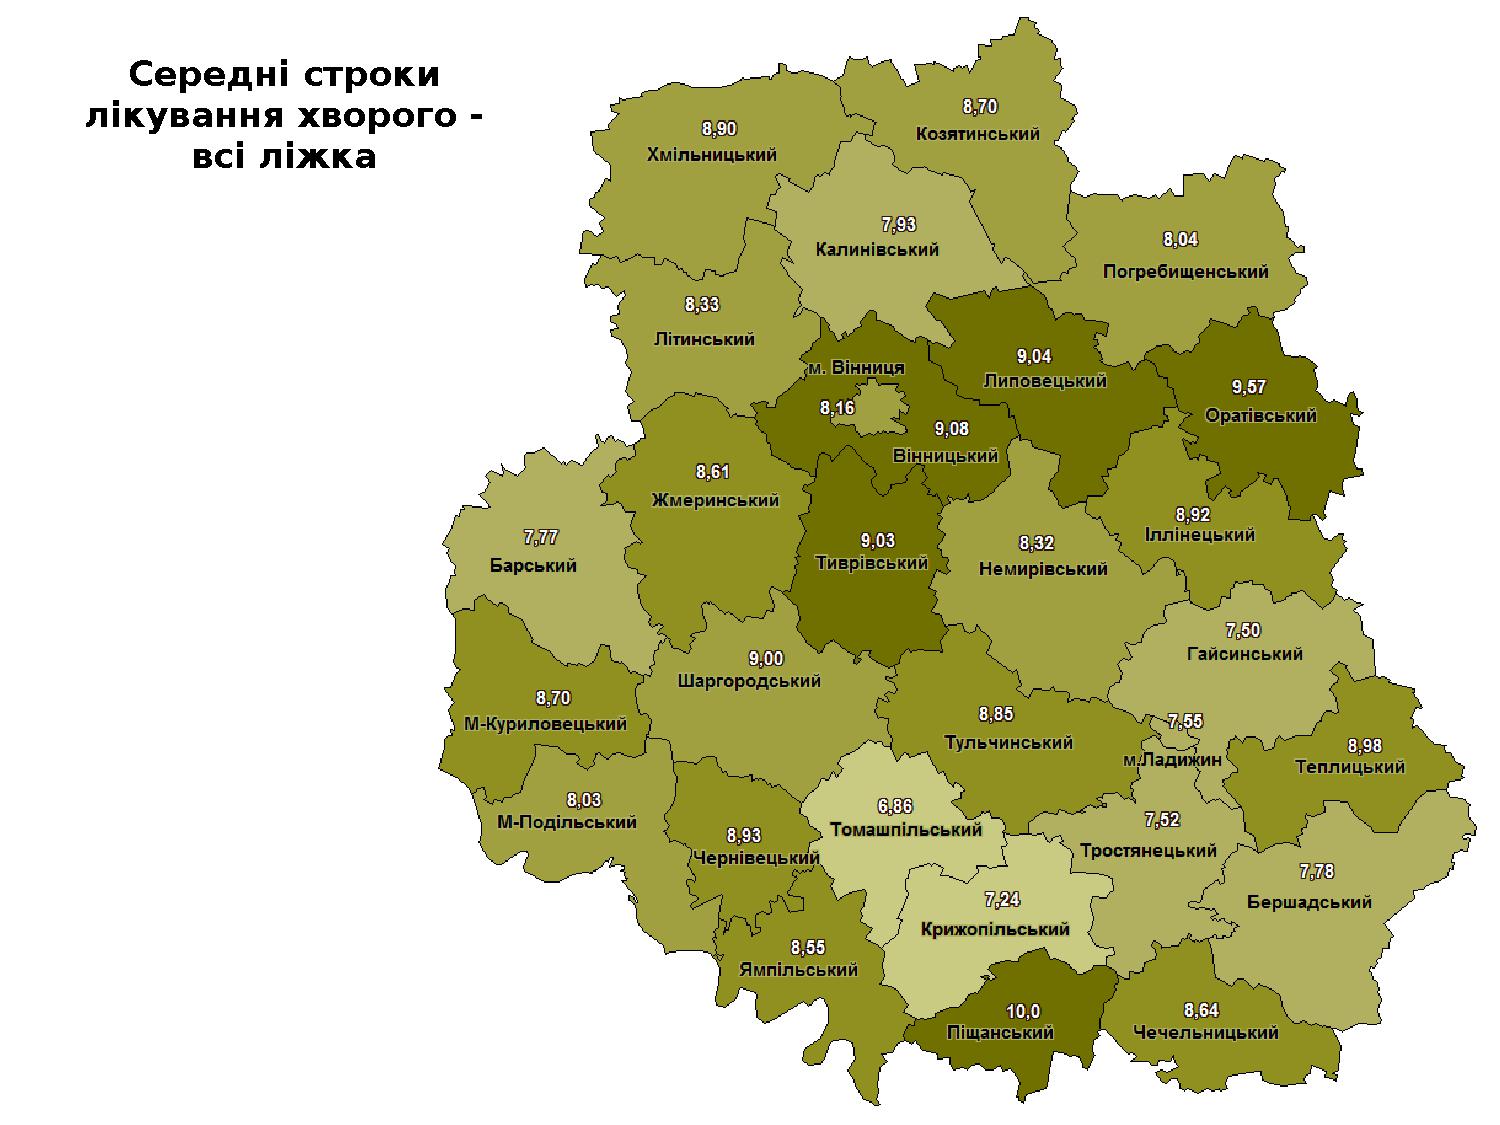 Середні строки
лікування хворого -
всі ліжка
8,70
Козятинський
8,90
Хмільницький
7,93
Калинівський
8,04
Погребищенський
8,33
Літинський
9,04
Липовецький
м. Вінниця
8,16
9,57
Оратівський
9,08
Вінницький
8,61
Жмеринський
8,92
Іллінецький
7,77
Барський
9,03
Тиврівський
8,32
Немирівський
7,50
Гайсинський
9,00
Шаргородський
8,70
М-Куриловецький
8,85
Тульчинський
7,55
м.Ладижин
8,98
Теплицький
8,03
М-Подільський
6,86
Томашпільський
8,93
Чернівецький
7,52
Тростянецький
7,78
Бершадський
7,24
Крижопільський
8,55
Ямпільський
10,0
Піщанський
8,64
Чечельницький